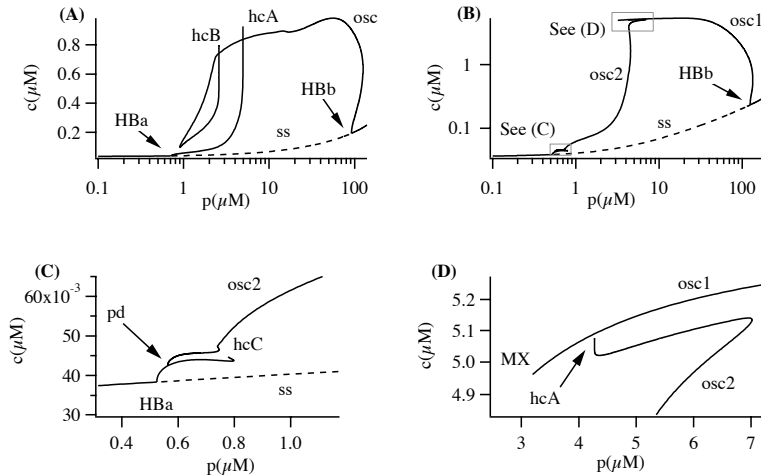 (A)
hcA
hcB
osc
HBa
HBb
ss
0.8
0.6
0.4
0.2
c(µM)
0.1
1
10
100
p(µM)
(B)
See (D)
osc1
osc2
HBb
ss
See (C)
1
0.1
c(µM)
0.1
1
10
100
p(µM)
(C)
60x10⁻³
50
40
30
c(µM)
osc2
pd
hcC
HBa
ss
0.4
0.6
0.8
1.0
p(µM)
(D)
osc1
5.2
5.1
5.0
4.9
c(µM)
MX
hcA
osc2
3
4
5
6
7
p(µM)